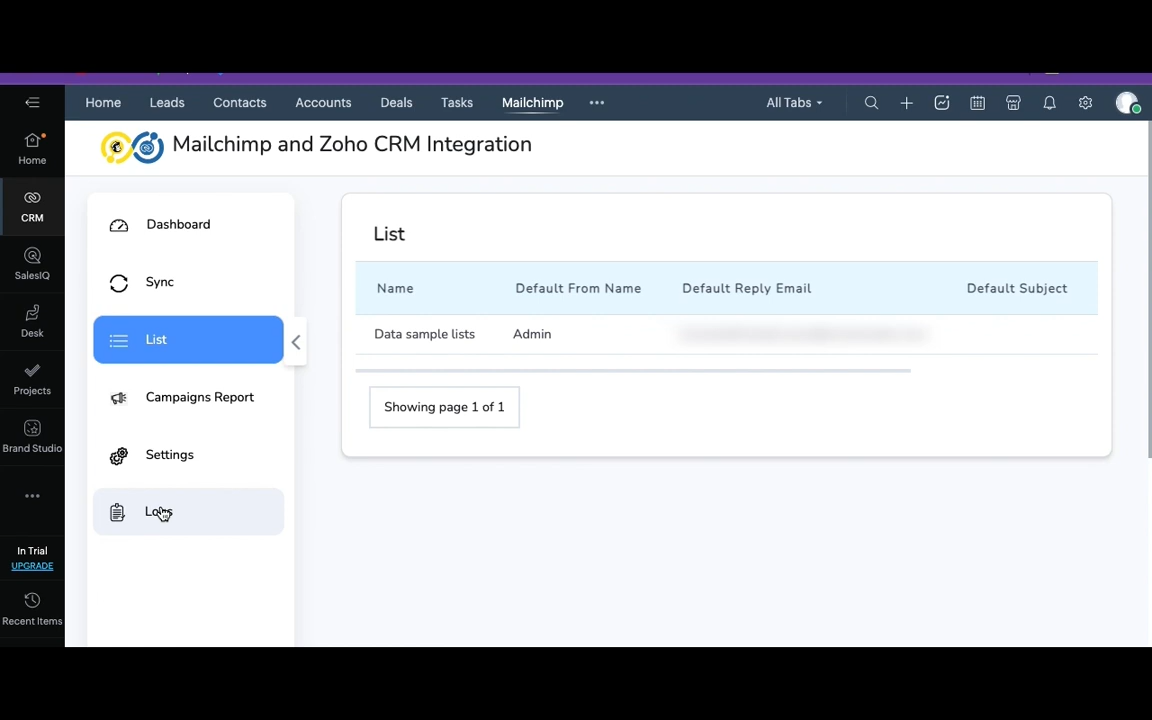 Home Leads Contacts Accounts Deals Tasks Mailchimp All Tabs
Mailchimp and Zoho CRM Integration
Home
CRM
SalesIQ
Desk
Projects
Brand Studio
In Trial
UPGRADE
Recent Items
Dashboard
Sync
List
Campaigns Report
Settings
Logs
List
Name Default From Name Default Reply Email Default Subject
Data sample lists Admin
Showing page 1 of 1